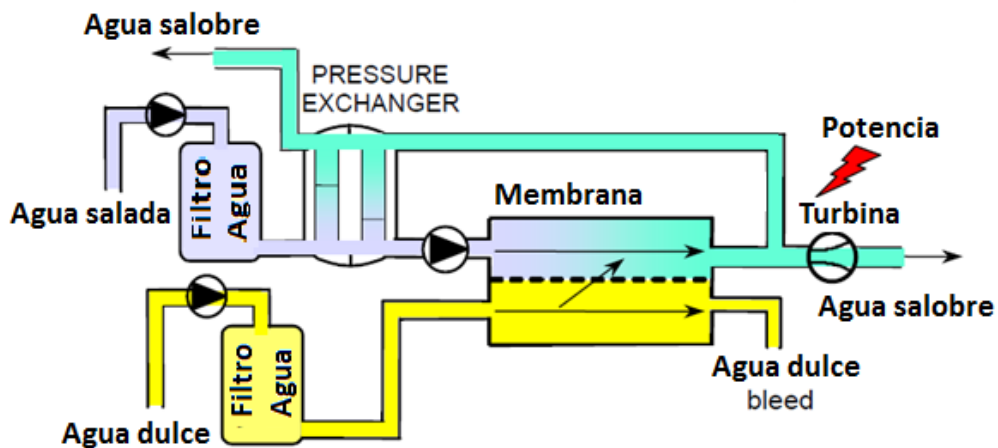 Agua salobre
PRESSURE
EXCHANGER
Potencia
Agua salada
Filtro
Agua
Membrana
Turbina
Agua salobre
Agua dulce
Filtro
Agua
Agua dulce
bleed